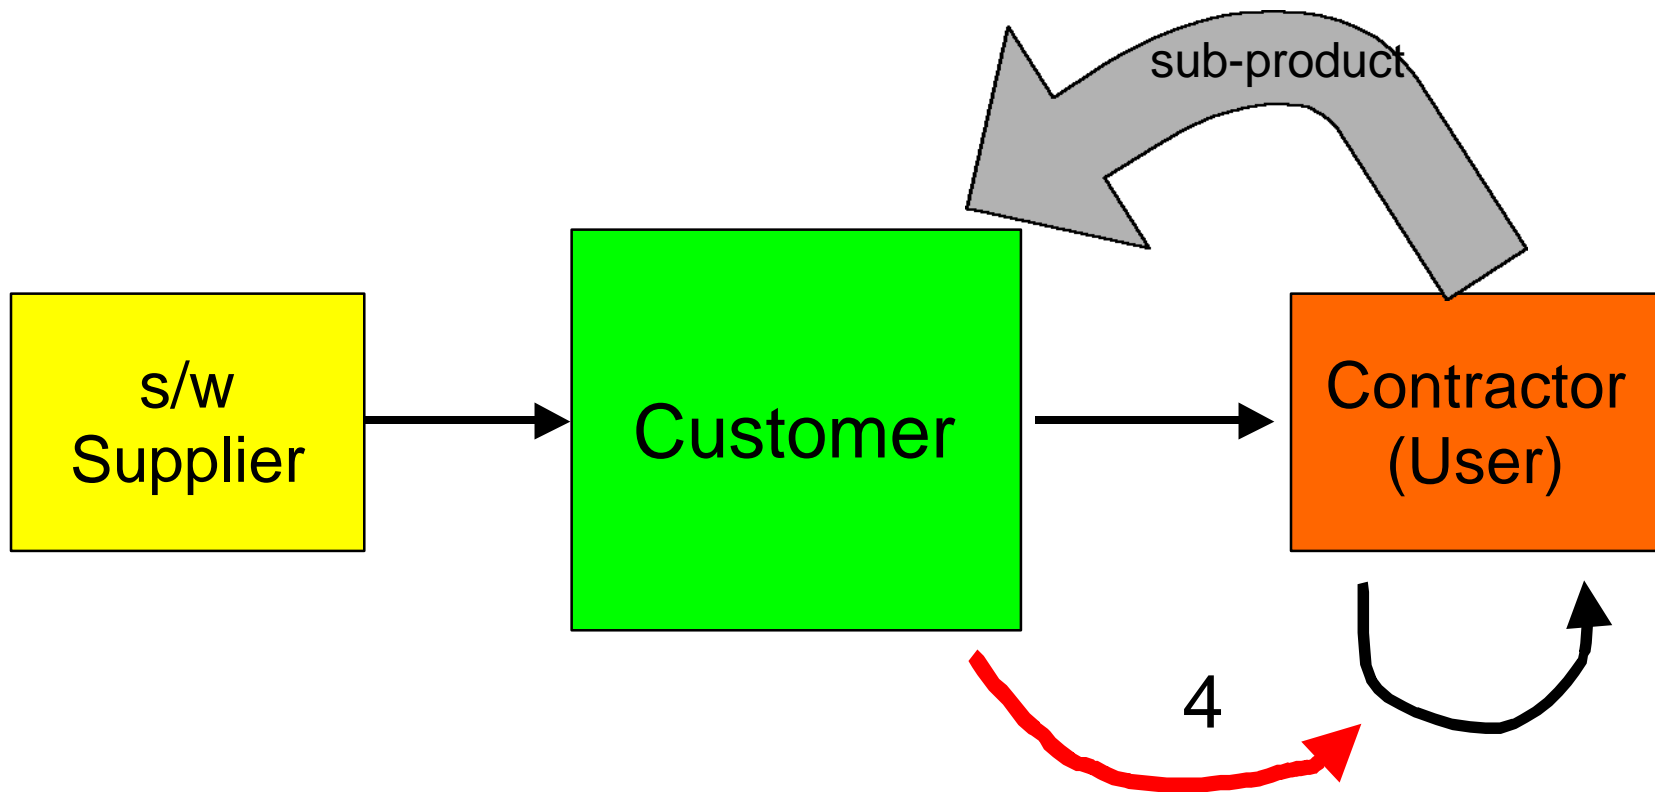 sub-product
s/w
Supplier
Customer
Contractor
(User)
4